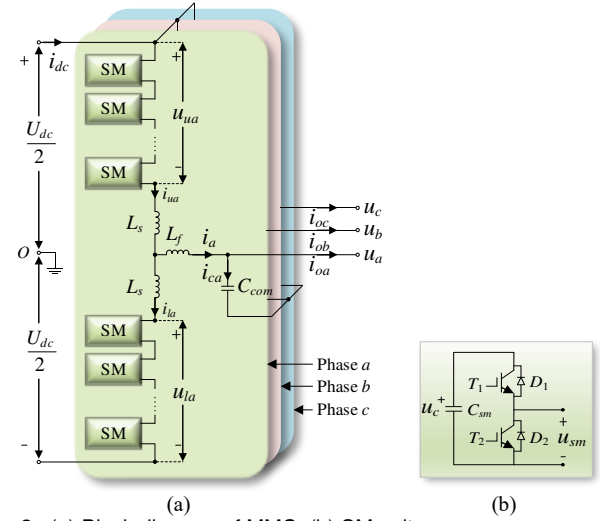 +
i_dc
SM
SM
SM
+
u_ua
-
U_dc
2
i_ua
L_s
L_f
i_a
O
i_ca
C_com
i_oc
u_c
i_ob
u_b
i_oa
u_a
L_s
i_la
SM
SM
SM
+
u_la
-
U_dc
2
-
Phase a
Phase b
Phase c
u_c
+
C_sm
T_1
D_1
T_2
D_2
+
u_sm
-
(a)
(b)